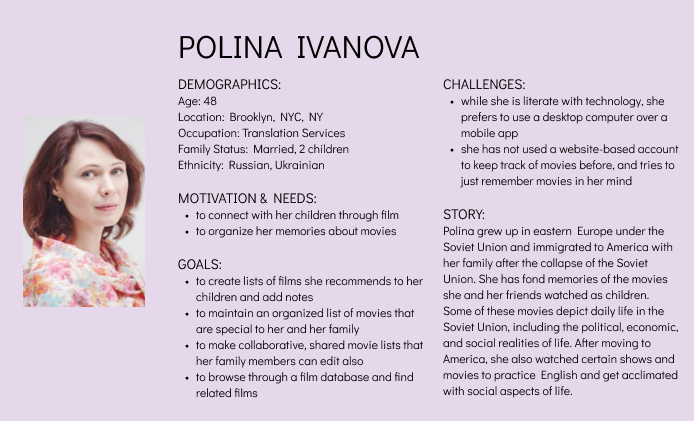 POLINA IVANOVA
DEMOGRAPHICS:
Age: 48
Location: Brooklyn, NYC, NY
Occupation: Translation Services
Family Status: Married, 2 children
Ethnicity: Russian, Ukrainian
MOTIVATION & NEEDS:
• to connect with her children through film
• to organize her memories about movies
GOALS:
• to create lists of films she recommends to her
children and add notes
• to maintain an organized list of movies that
are special to her and her family
• to make collaborative, shared movie lists that
her family members can edit also
• to browse through a film database and find
related films
CHALLENGES:
• while she is literate with technology, she
prefers to use a desktop computer over a
mobile app
• she has not used a website-based account
to keep track of movies before, and tries to
just remember movies in her mind
STORY:
Polina grew up in eastern Europe under the
Soviet Union and immigrated to America with
her family after the collapse of the Soviet
Union. She has fond memories of the movies
she and her friends watched as children.
Some of these movies depict daily life in the
Soviet Union, including the political, economic,
and social realities of life. After moving to
America, she also watched certain shows and
movies to practice English and get acclimated
with social aspects of life.